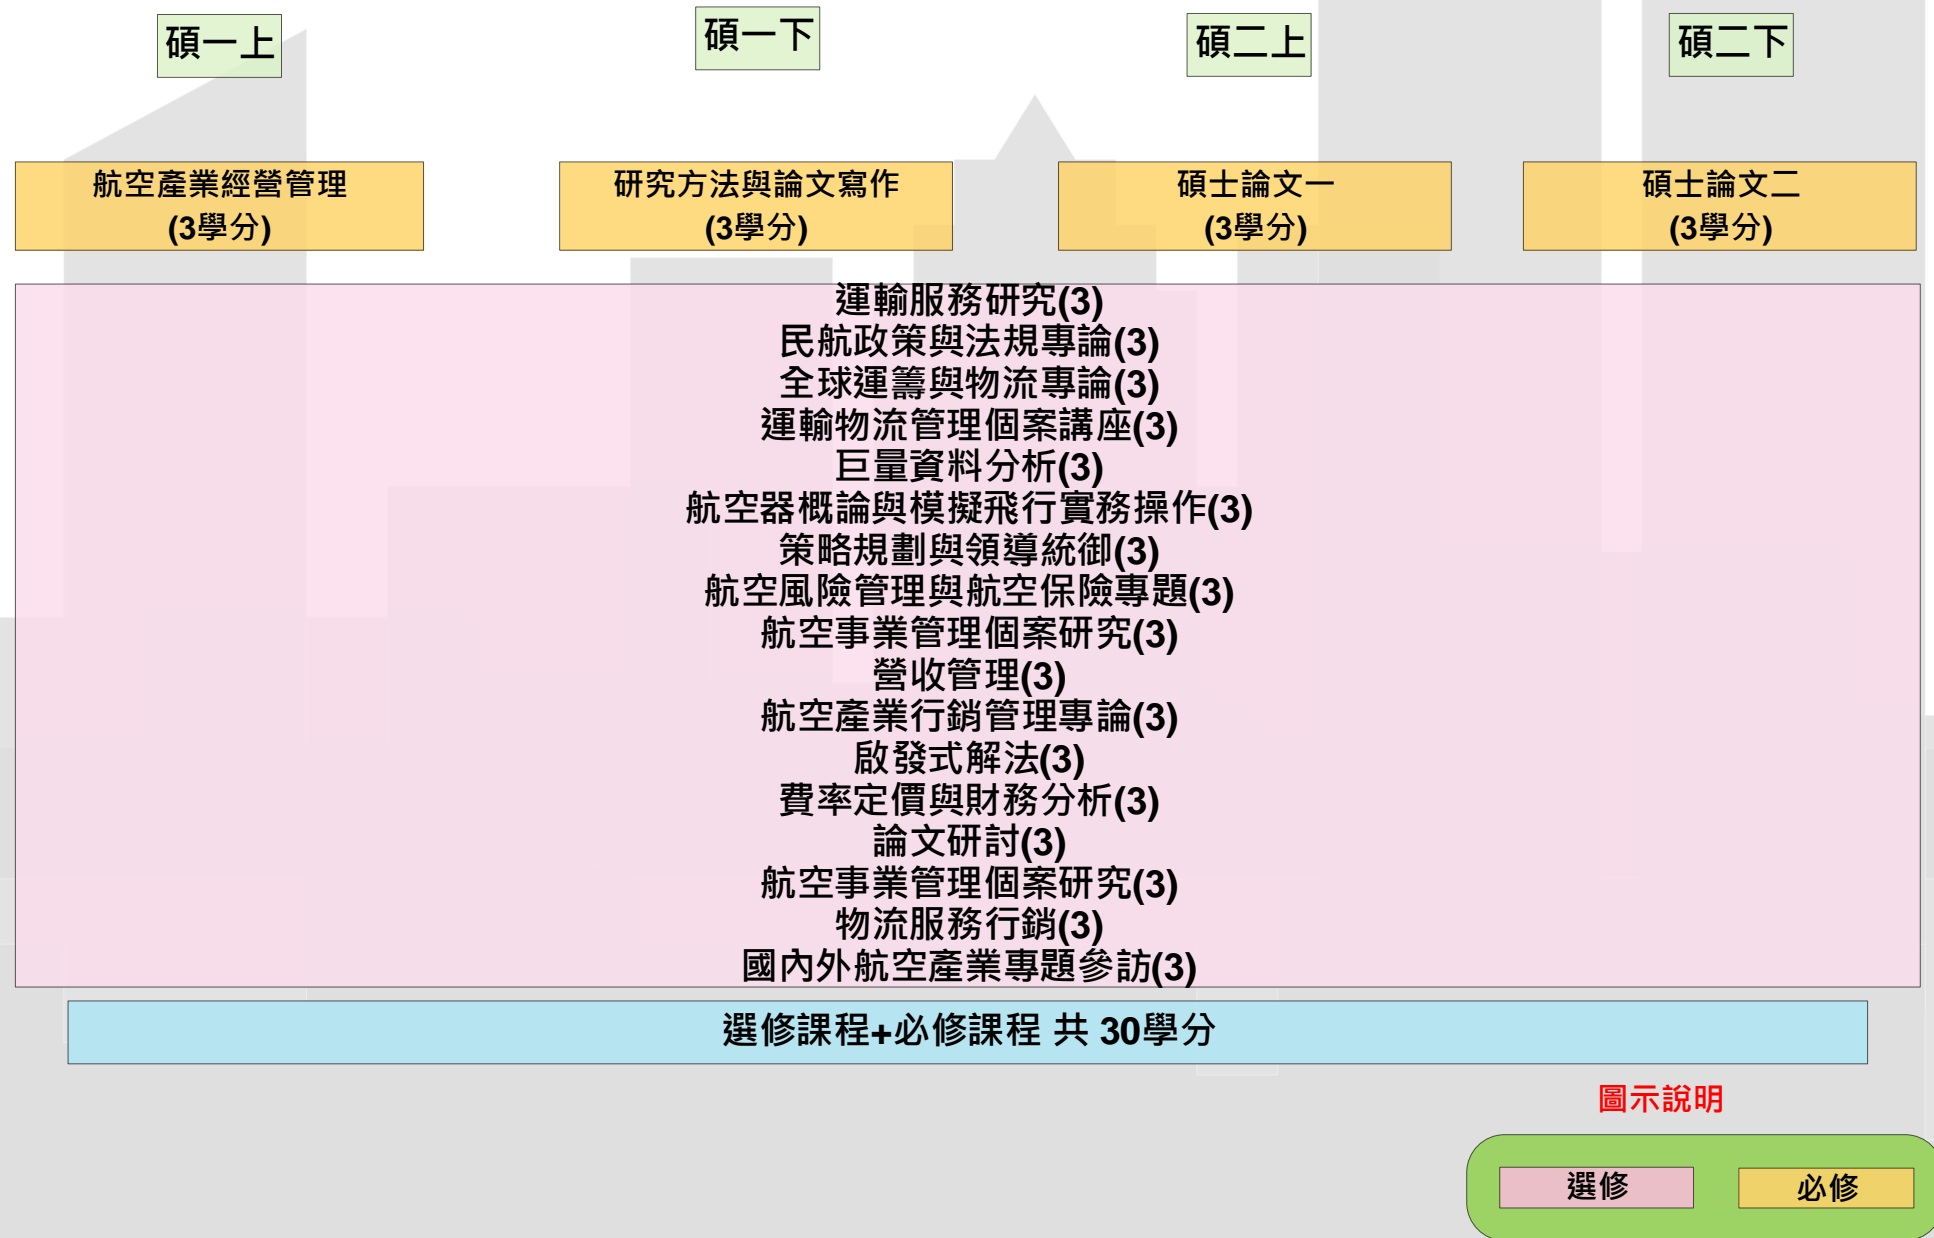 碩一上
碩一下
碩二上
碩二下
航空產業經營管理
(3學分)
研究方法與論文寫作
(3學分)
碩士論文一
(3學分)
碩士論文二
(3學分)
運輸服務研究(3)
民航政策與法規專論(3)
全球運籌與物流專論(3)
運輸物流管理個案講座(3)
巨量資料分析(3)
航空器概論與模擬飛行實務操作(3)
策略規劃與領導統御(3)
航空風險管理與航空保險專題(3)
航空事業管理個案研究(3)
營收管理(3)
航空產業行銷管理專論(3)
啟發式解法(3)
費率定價與財務分析(3)
論文研討(3)
航空事業管理個案研究(3)
物流服務行銷(3)
國內外航空產業專題參訪(3)
選修課程+必修課程 共 30學分
圖示說明
選修
必修